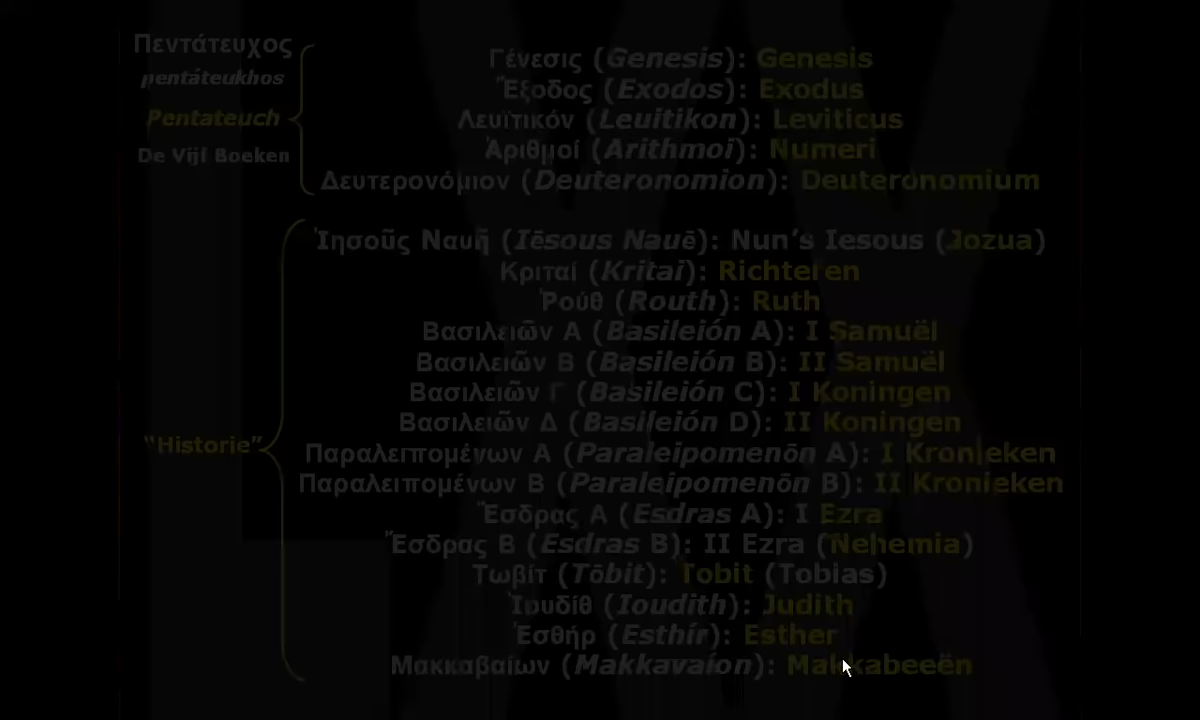 Πεντάτευχος
pentáteukhos
Pentateuch
De Vijf Boeken
Γένεσις (Genesis): Genesis
Ἔξοδος (Exodos): Exodus
Λευϊτικόν (Leuitikon): Leviticus
Ἀριθμοί (Arithmoi): Numeri
Δευτερονόμιον (Deuteronomion): Deuteronomium
“Historie”
Ἰησοῦς Ναυῆ (Iēsous Nauē): Nun’s Iesous (Jozua)
Κριταί (Kritai): Richteren
Ῥούθ (Routh): Ruth
Βασιλειῶν Α (Basileión A): I Samuël
Βασιλειῶν Β (Basileión B): II Samuël
Βασιλειῶν Γ (Basileión C): I Koningen
Βασιλειῶν Δ (Basileión D): II Koningen
Παραλειπομένων Α (Paraleipomenōn A): I Kronieken
Παραλειπομένων Β (Paraleipomenōn B): II Kronieken
Ἔσδρας Α (Esdras A): I Ezra
Ἔσδρας Β (Esdras B): II Ezra (Nehemia)
Τωβίτ (Tōbit): Tobit (Tobias)
Ἰουδίθ (Ioudith): Judith
Ἐσθήρ (Esthír): Esther
Μακκαβαίων (Makkavaíon): Makkabeeën